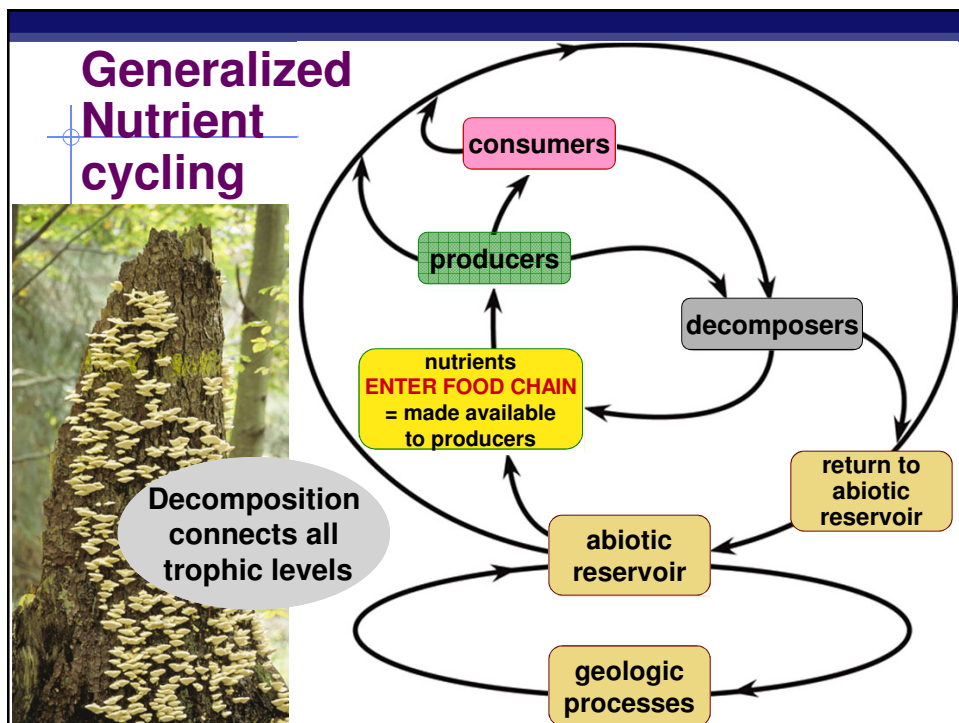 Generalized
Nutrient
cycling
consumers
producers
decomposers
nutrients
ENTER FOOD CHAIN
= made available
to producers
return to
abiotic
reservoir
Decomposition
connects all
trophic levels
abiotic
reservoir
geologic
processes